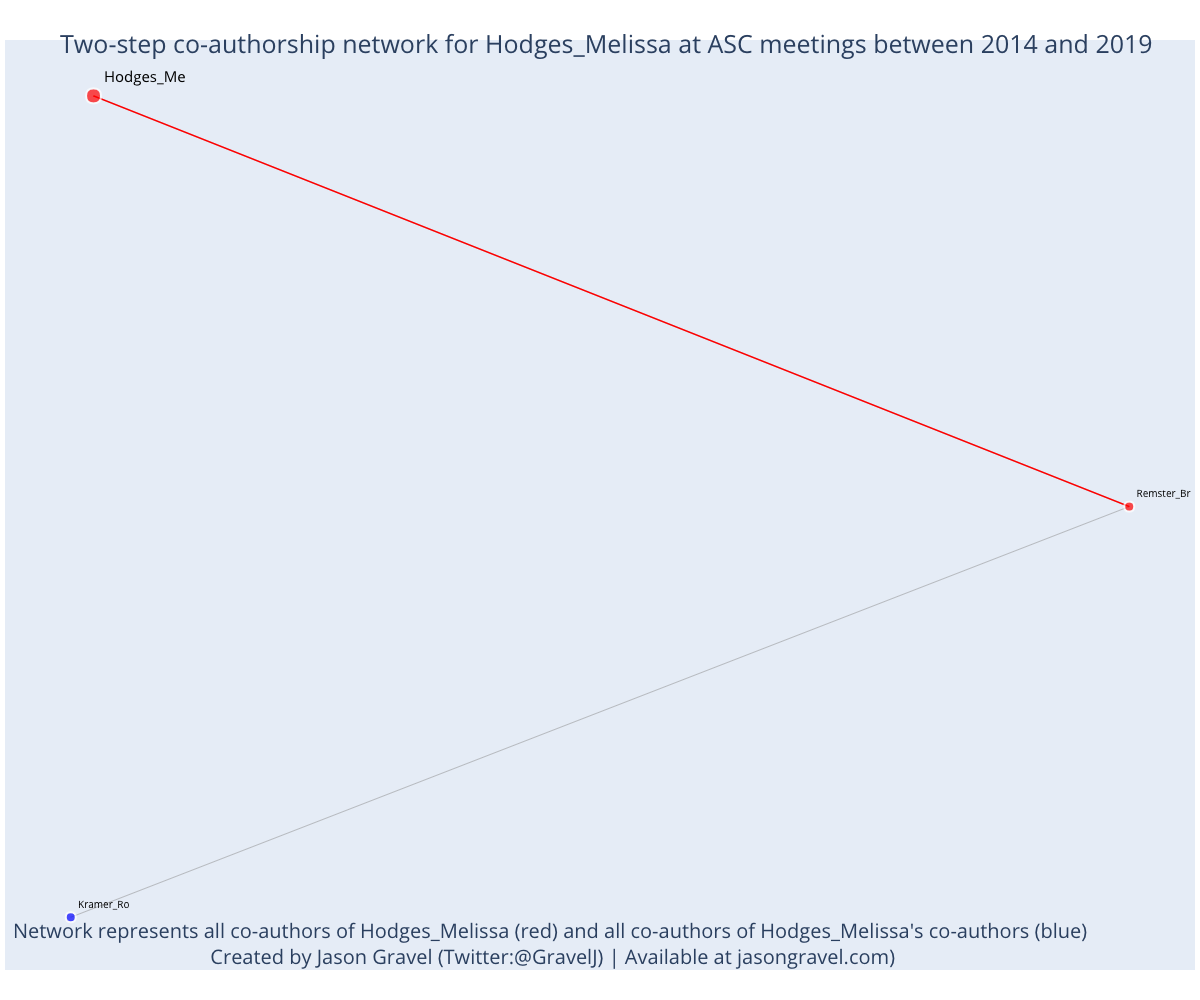 Two-step co-authorship network for Hodges_Melissa at ASC meetings between 2014 and 2019
Hodges_Me
Remster_Br
Kramer_Ro
Network represents all co-authors of Hodges_Melissa (red) and all co-authors of Hodges_Melissa's co-authors (blue)
Created by Jason Gravel (Twitter:@GravelJ) | Available at jasongravel.com)